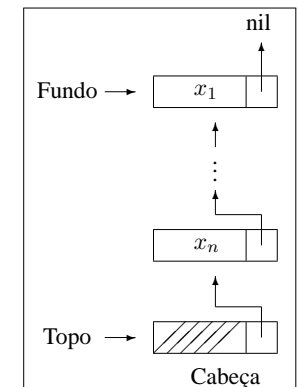 nil
Fundo x1
⋮
xn
Topo
Cabeça